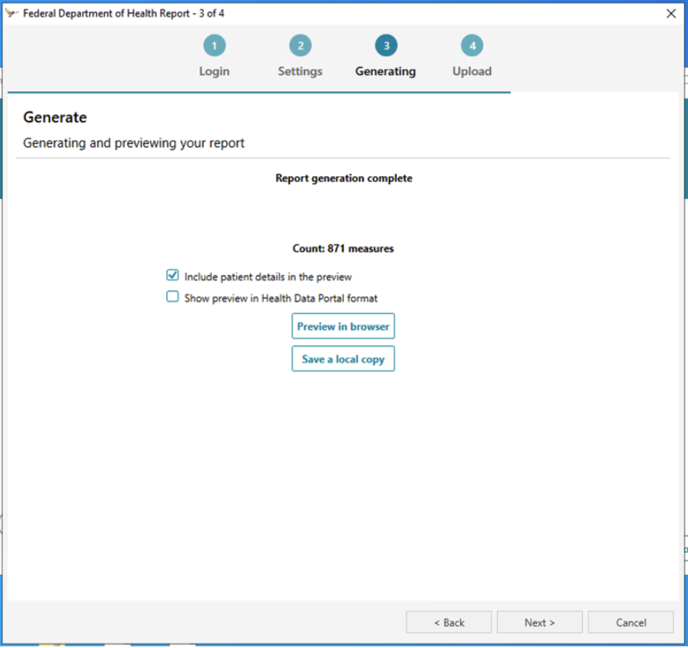 Federal Department of Health Report - 3 of 4
1 2 3 4
Login Settings Generating Upload
Generate
Generating and previewing your report
Report generation complete
Count: 871 measures
Include patient details in the preview
Show preview in Health Data Portal format
Preview in browser
Save a local copy
< Back Next > Cancel